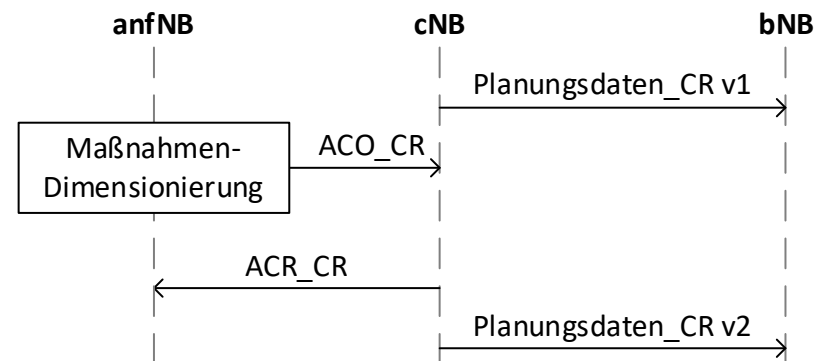 anfNB
cNB
bNB
Planungsdaten_CR v1
Maßnahmen-
Dimensionierung
ACO_CR
ACR_CR
Planungsdaten_CR v2